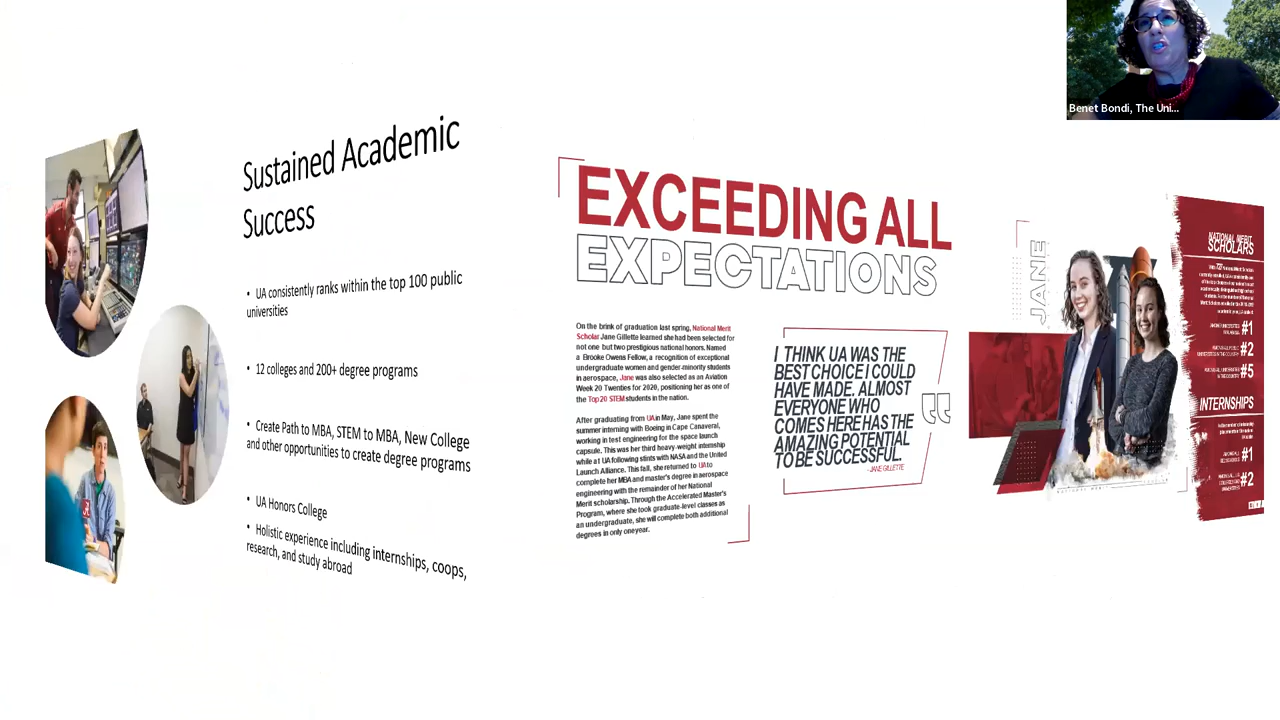 Benet Bondi, The Uni...
Sustained Academic
Success
• UA consistently ranks within the top 100 public
universities
• 12 colleges and 200+ degree programs
• Create Path to MBA, STEM to MBA, New College
and other opportunities to create degree programs
• UA Honors College
• Holistic experience including internships, coops,
research, and study abroad
EXCEEDING ALL
EXPECTATIONS
On the brink of graduation last spring, National Merit
Scholar Jane Gillette learned she had been selected for
not one but two prestigious national honors. Named
a Brooke Owens Fellow, a recognition of exceptional
undergraduate women and gender-minority students
in aerospace, Jane was also selected as an Aviation
Week 20 Twenties for 2020, positioning her as one of
the Top 20 STEM students in the nation.
After graduating from UA in May, Jane spent the
summer interning with Boeing in Cape Canaveral,
working in test engineering for the space launch
capsule. This was her third heavy-weight internship
while at UA following stints with NASA and the United
Launch Alliance. This fall, she returned to UA to
complete her MBA and master's degree in aerospace
engineering with the remainder of her National
Merit scholarship. Through the Accelerated Master's
Program, where she took graduate-level classes as
an undergraduate, she will complete both additional
degrees in only one year.
I THINK UA WAS THE
BEST CHOICE I COULD
HAVE MADE. ALMOST
EVERYONE WHO
COMES HERE HAS THE
AMAZING POTENTIAL
TO BE SUCCESSFUL.
- JANE GILLETTE
JANE
NATIONAL MERIT
SCHOLARS
#1
#2
#5
INTERNSHIPS
#1
#2